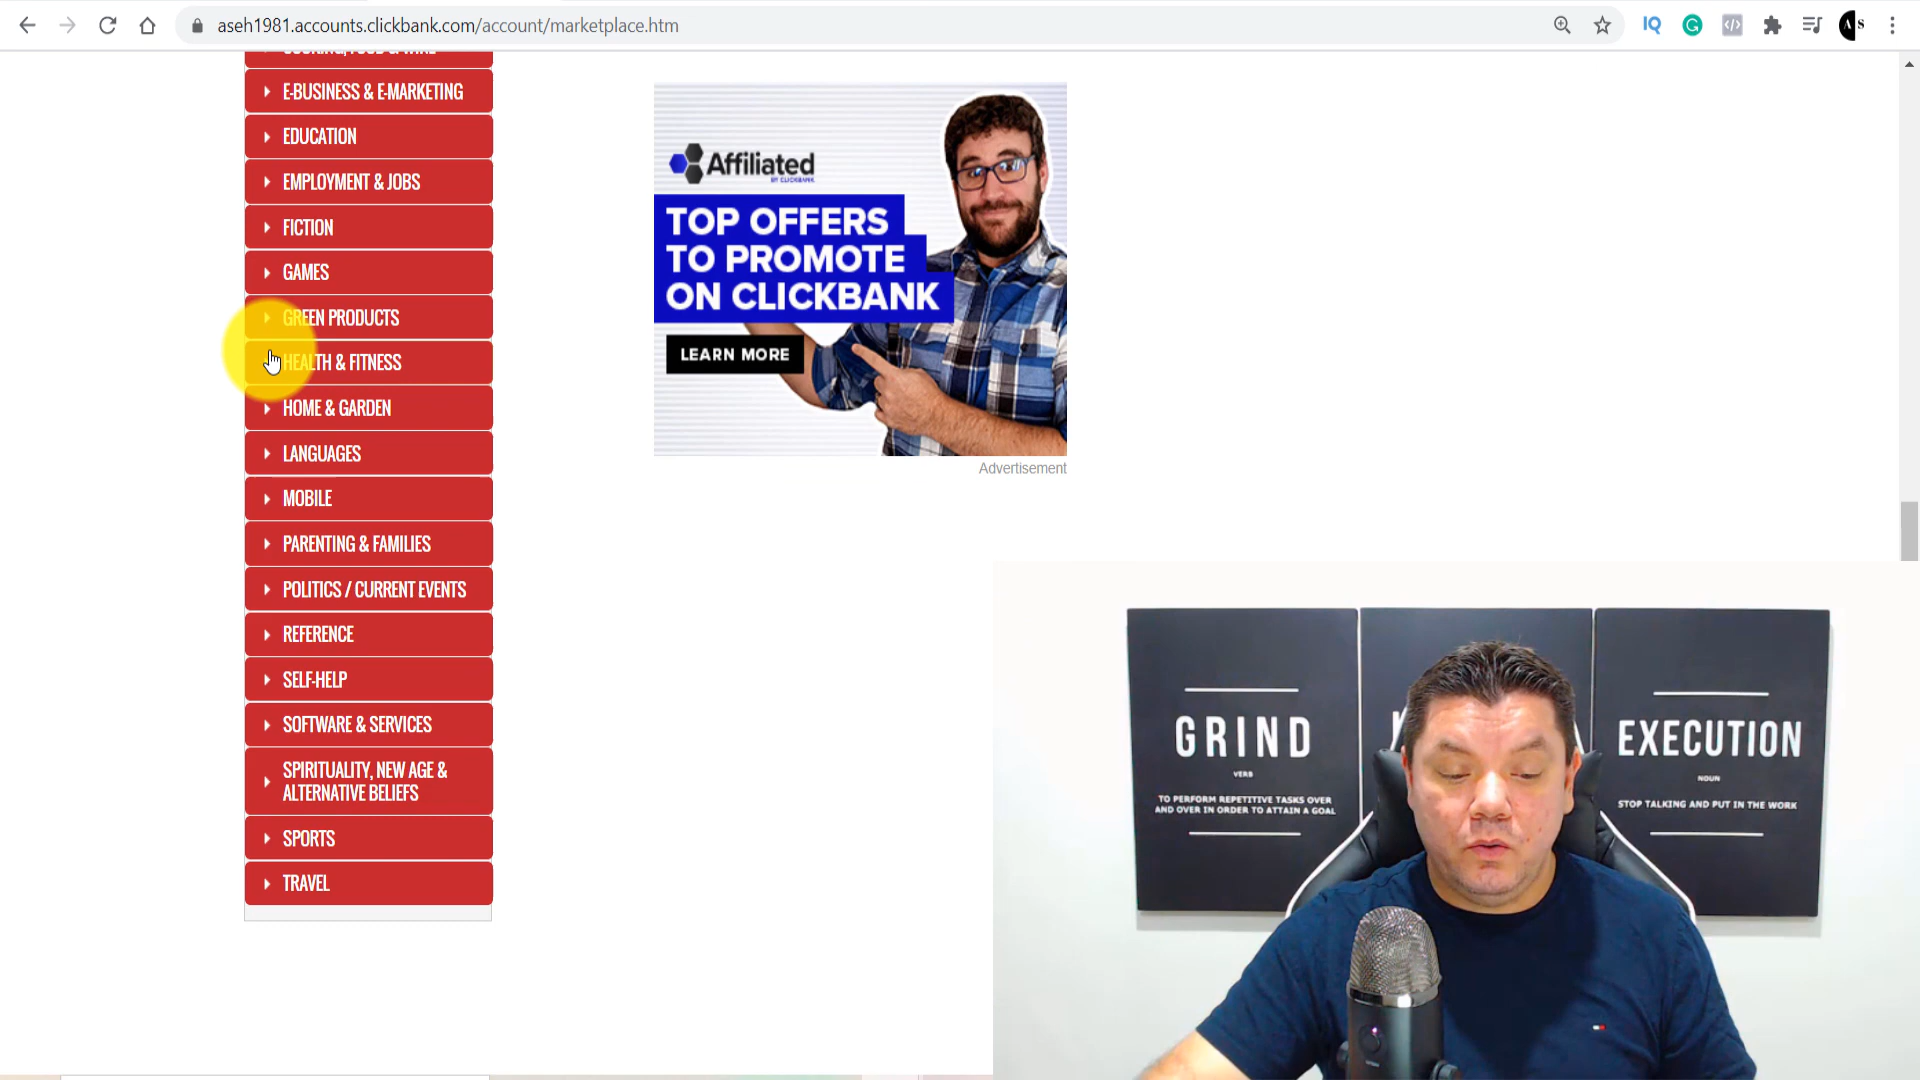 aseh1981.accounts.clickbank.com/account/marketplace.htm
IQ
A S
COOKING, FOOD & WINE
E-BUSINESS & E-MARKETING
EDUCATION
EMPLOYMENT & JOBS
FICTION
GAMES
GREEN PRODUCTS
HEALTH & FITNESS
HOME & GARDEN
LANGUAGES
MOBILE
PARENTING & FAMILIES
POLITICS / CURRENT EVENTS
REFERENCE
SELF-HELP
SOFTWARE & SERVICES
SPIRITUALITY, NEW AGE &
ALTERNATIVE BELIEFS
SPORTS
TRAVEL
Affiliated
BY CLICKBANK
TOP OFFERS
TO PROMOTE
ON CLICKBANK
LEARN MORE
Advertisement
GRIND
VERB
TO PERFORM REPETITIVE TASKS OVER
AND OVER IN ORDER TO ATTAIN A GOAL
EXECUTION
NOUN
STOP TALKING AND PUT IN THE WORK